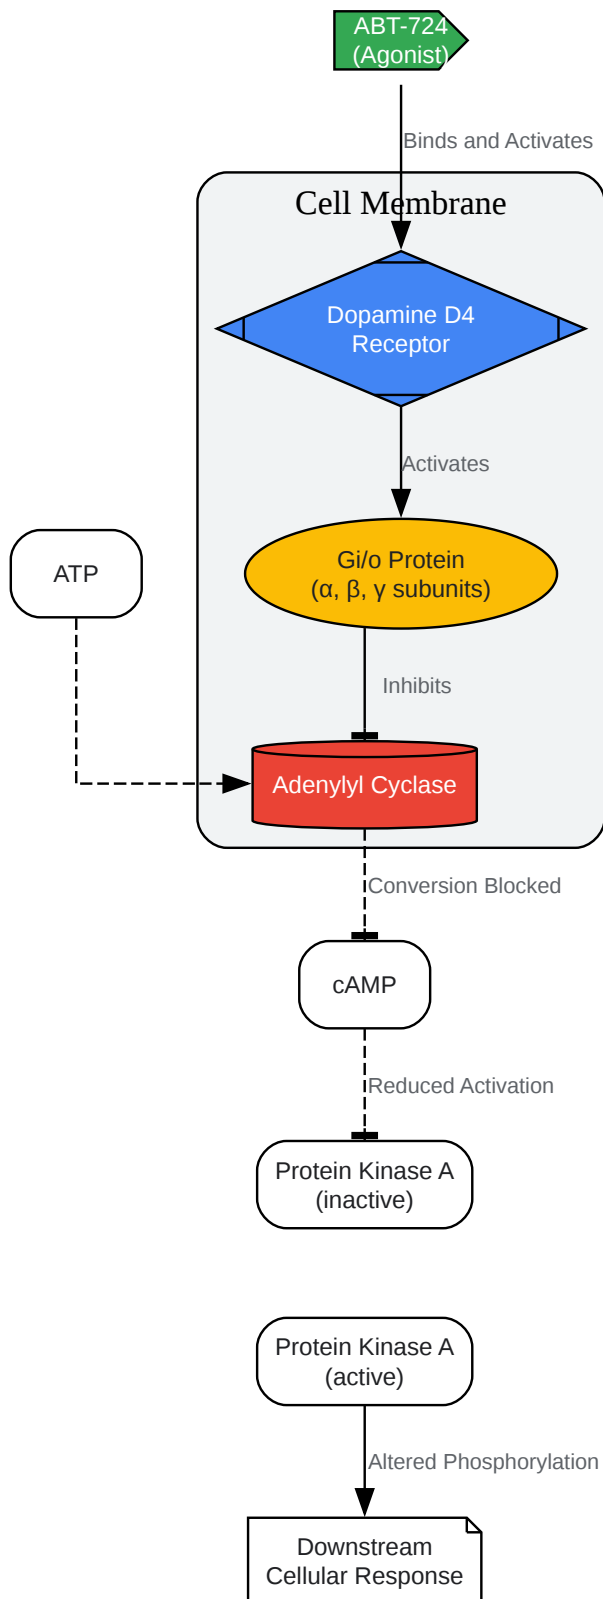 ABT-724
(Agonist)
Binds and Activates
Cell Membrane
Dopamine D4
Receptor
Activates
ATP
Gi/o Protein
(α, β, γ subunits)
Inhibits
Adenylyl Cyclase
Conversion Blocked
cAMP
Reduced Activation
Protein Kinase A
(inactive)
Protein Kinase A
(active)
Altered Phosphorylation
Downstream
Cellular Response